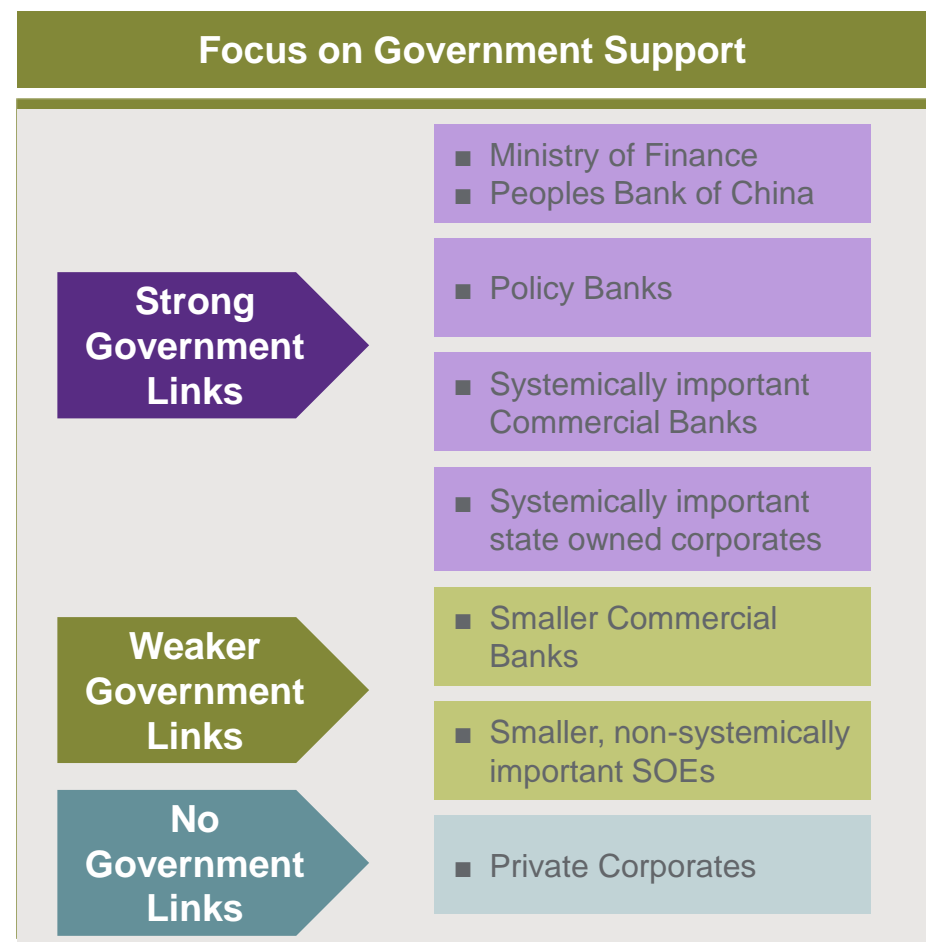 Focus on Government Support
■ Ministry of Finance
■ Peoples Bank of China
■ Policy Banks
Strong
Government
Links
■ Systemically important
Commercial Banks
■ Systemically important
state owned corporates
■ Smaller Commercial
Banks
Weaker
Government
Links
■ Smaller, non-systemically
important SOEs
No
Government
Links
■ Private Corporates